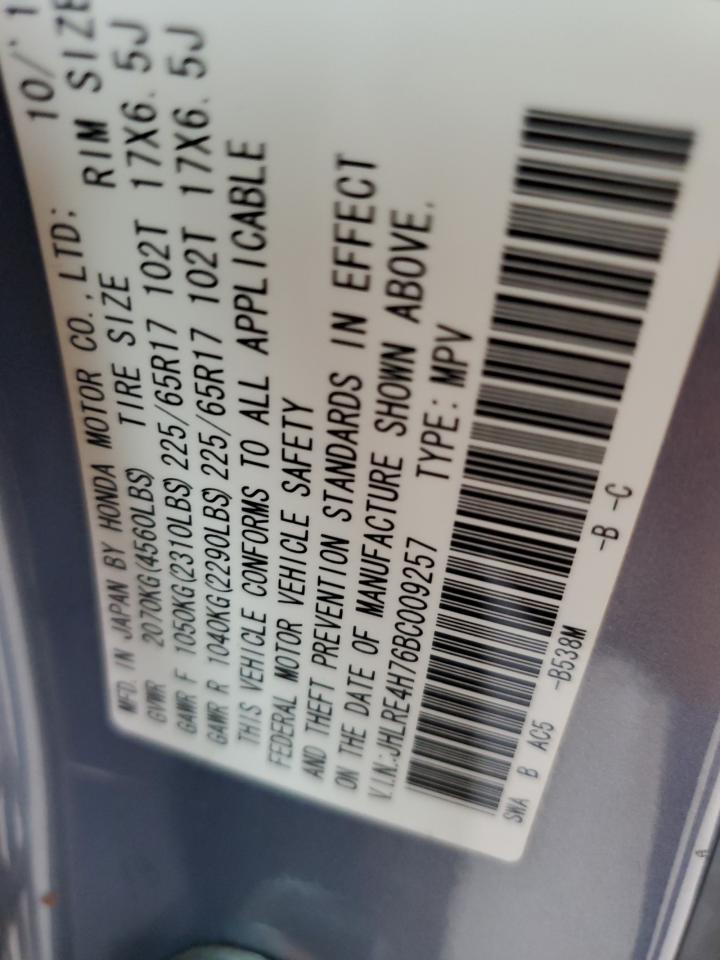 MFD. IN JAPAN BY HONDA MOTOR CO., LTD: 10/'1
GVWR 2070KG(4560LBS) TIRE SIZE RIM SIZE
GAWR F 1050KG(2310LBS) 225/65R17 102T 17X6.5J
GAWR R 1040KG(2290LBS) 225/65R17 102T 17X6.5J
THIS VEHICLE CONFORMS TO ALL APPLICABLE
FEDERAL MOTOR VEHICLE SAFETY
AND THEFT PREVENTION STANDARDS IN EFFECT
ON THE DATE OF MANUFACTURE SHOWN ABOVE.
V.I.N.:JHLRE4H76BC009257 TYPE: MPV
SWA B AC5 -B538M -B -C